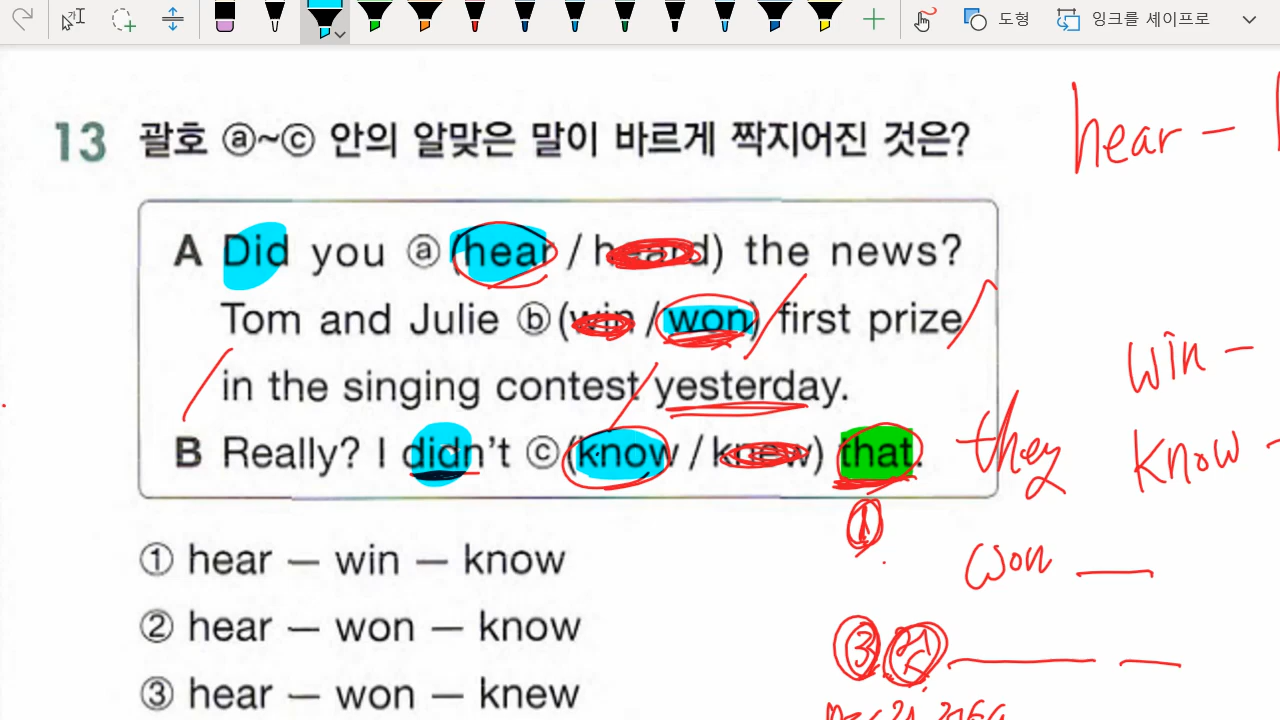 도형
잉크를 셰이프로
13 괄호 ⓐ~ⓒ 안의 알맞은 말이 바르게 짝지어진 것은?
hear –
A Did you ⓐ (hear / heard) the news?
Tom and Julie ⓑ (win / won) first prize
in the singing contest yesterday.
win –
B Really? I didn't ⓒ (know / knew) that.
they
know –
①
① hear – win – know
won
② hear – won – know
③
③ hear – won – knew